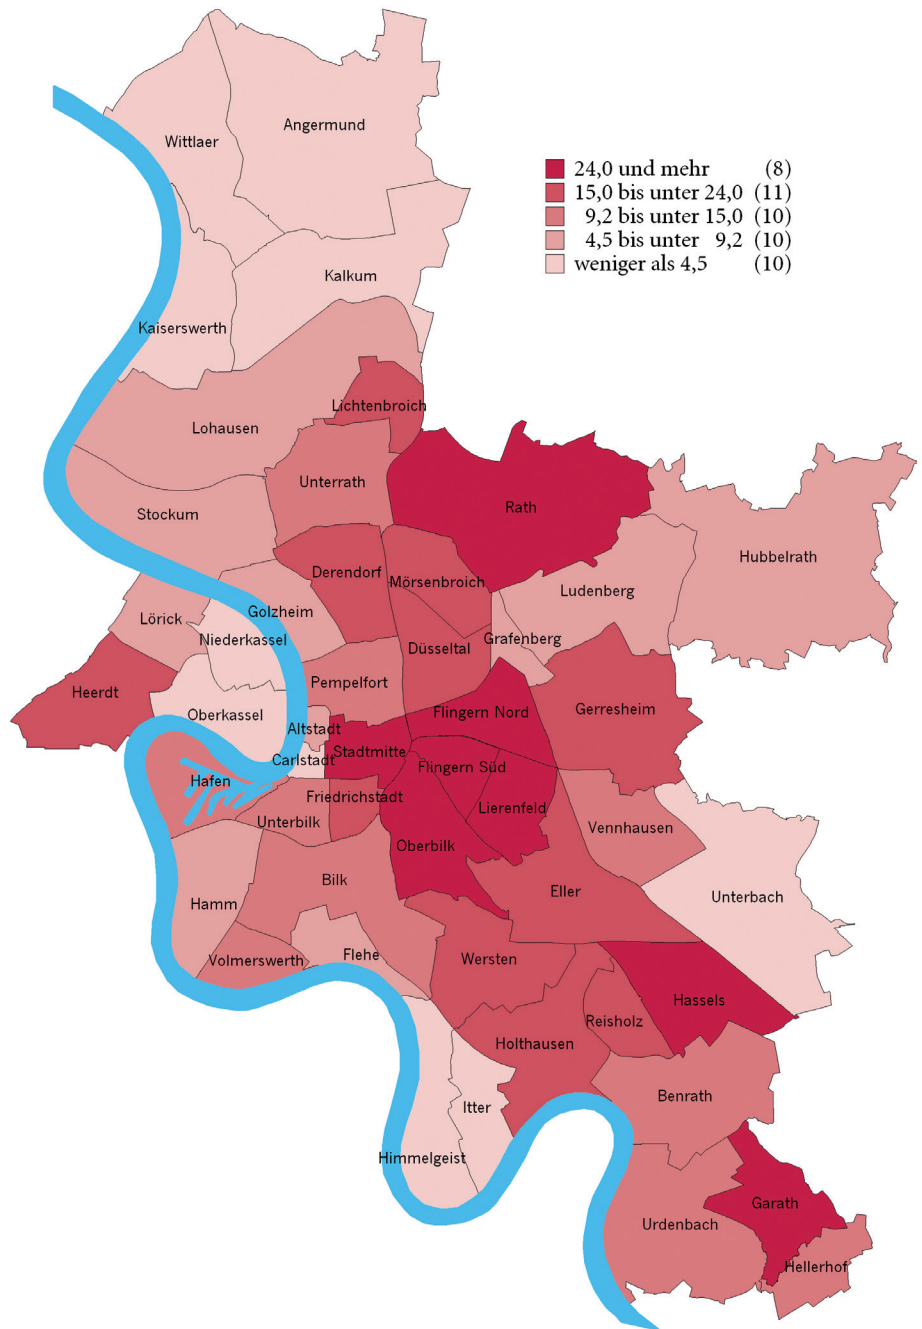 Angermund
Wittlaer
24,0 und mehr (8)
15,0 bis unter 24,0 (11)
9,2 bis unter 15,0 (10)
4,5 bis unter 9,2 (10)
weniger als 4,5 (10)
Kalkum
Kaiserswerth
Lichtenbroich
Lohausen
Unterrath
Rath
Stockum
Hubbelrath
Derendorf
Mörsenbroich
Ludenberg
Golzheim
Lörick
Niederkassel
Grafenberg
Düsseltal
Pempelfort
Heerdt
Gerresheim
Oberkassel
Flingern Nord
Altstadt
Stadtmitte
Carlstadt
Flingern Süd
Hafen
Friedrichstadt
Lierenfeld
Unterbilk
Vennhausen
Oberbilk
Bilk
Eller
Unterbach
Hamm
Flehe
Volmerswerth
Wersten
Hassels
Reisholz
Holthausen
Benrath
Itter
Himmelgeist
Garath
Urdenbach
Hellerhof